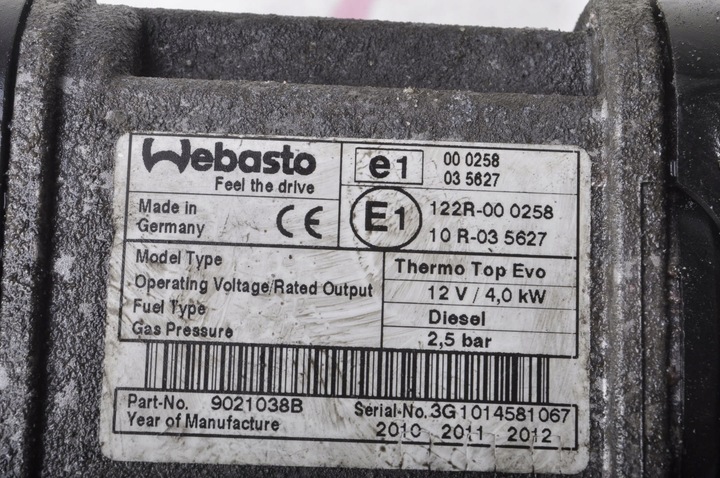 Webasto
Feel the drive
e1
00 0258
03 5627
Made in
Germany
CE
E1
122R-00 0258
10 R-03 5627
Model Type
Thermo Top Evo
Operating Voltage/Rated Output
12 V / 4,0 kW
Fuel Type
Diesel
Gas Pressure
2,5 bar
Part-No. 9021038B
Serial-No. 3G1014581067
Year of Manufacture
2010 2011 2012